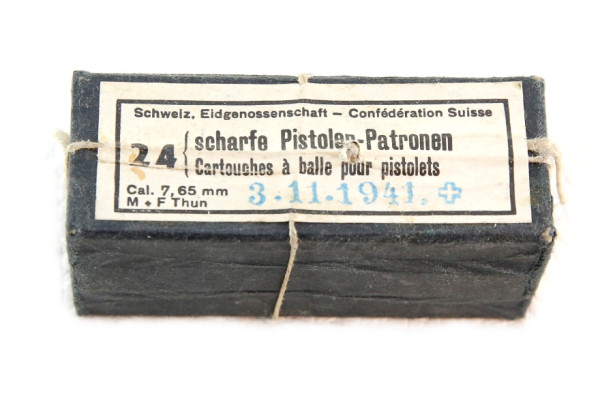 Schweiz. Eidgenossenschaft – Confédération Suisse
24 { scharfe Pistolen-Patronen
Cartouches à balle pour pistolets
Cal. 7,65 mm
M + F Thun
3.11.1941. +